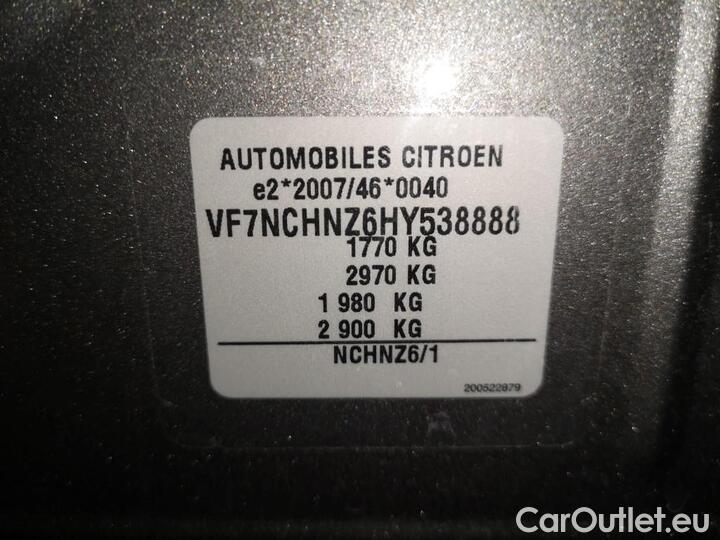 AUTOMOBILES CITROEN
e2*2007/46*0040
VF7NCHNZ6HY538888
1770 KG
2970 KG
1 980 KG
2 900 KG
NCHNZ6/1
200522879
CarOutlet.eu